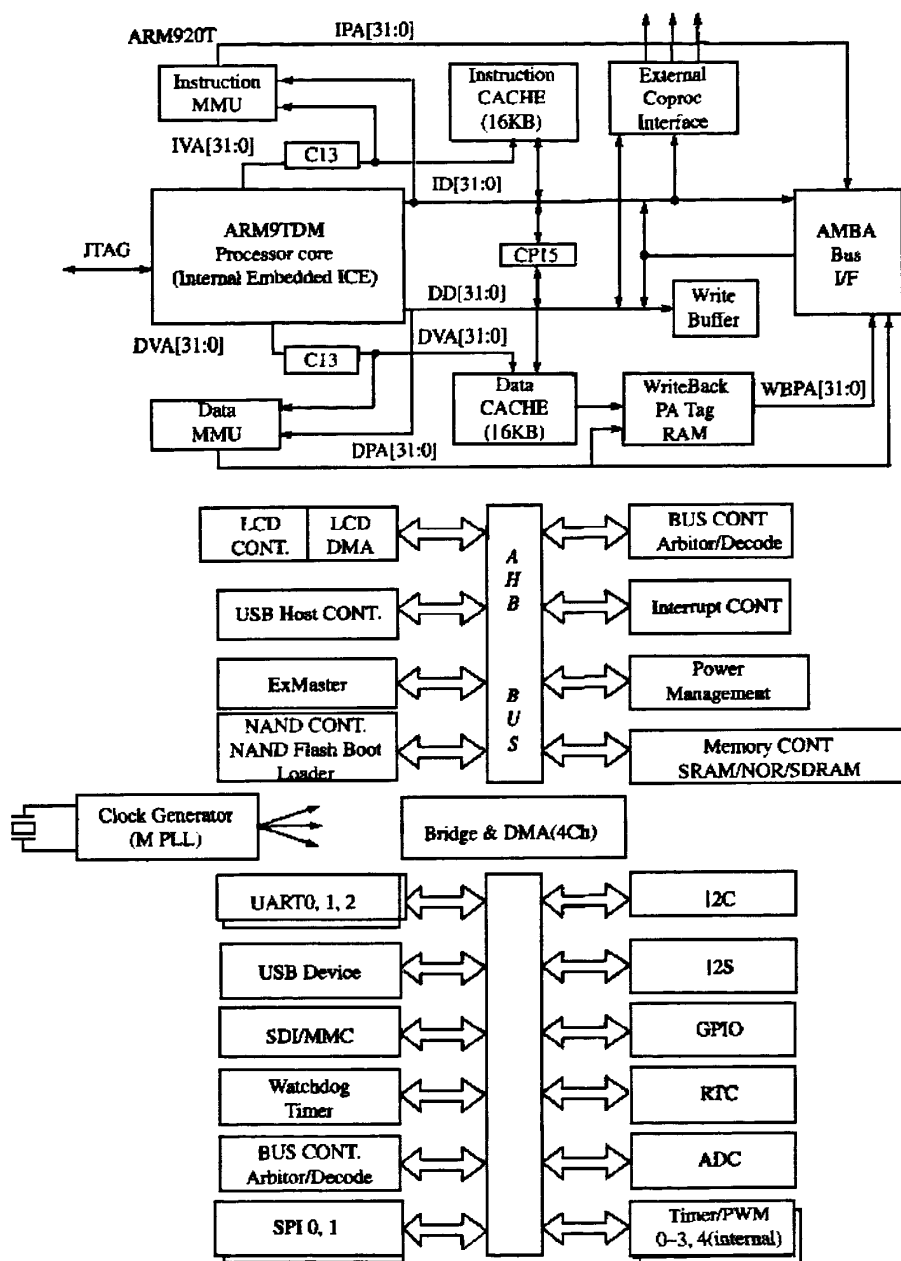 ARM920T
IPA[31:0]
Instruction
MMU
Instruction
CACHE
(16KB)
External
Coproc
Interface
IVA[31:0]
C13
ID[31:0]
ARM9TDM
Processor core
(Internal Embedded ICE)
JTAG
CP15
AMBA
Bus
I/F
DD[31:0]
Write
Buffer
DVA[31:0]
C13
DVA[31:0]
Data
MMU
Data
CACHE
(16KB)
WriteBack
PA Tag
RAM
WBPA[31:0]
DPA[31:0]
LCD
CONT.
LCD
DMA
BUS CONT
Arbitor/Decode
AHB
BUS
USB Host CONT.
Interrupt CONT
ExMaster
Power
Management
NAND CONT.
NAND Flash Boot
Loader
Memory CONT
SRAM/NOR/SDRAM
Clock Generator
(M PLL)
Bridge & DMA(4Ch)
UART0, 1, 2
I2C
USB Device
I2S
SDI/MMC
GPIO
Watchdog
Timer
RTC
BUS CONT.
Arbitor/Decode
ADC
SPI 0, 1
Timer/PWM
0–3, 4(internal)